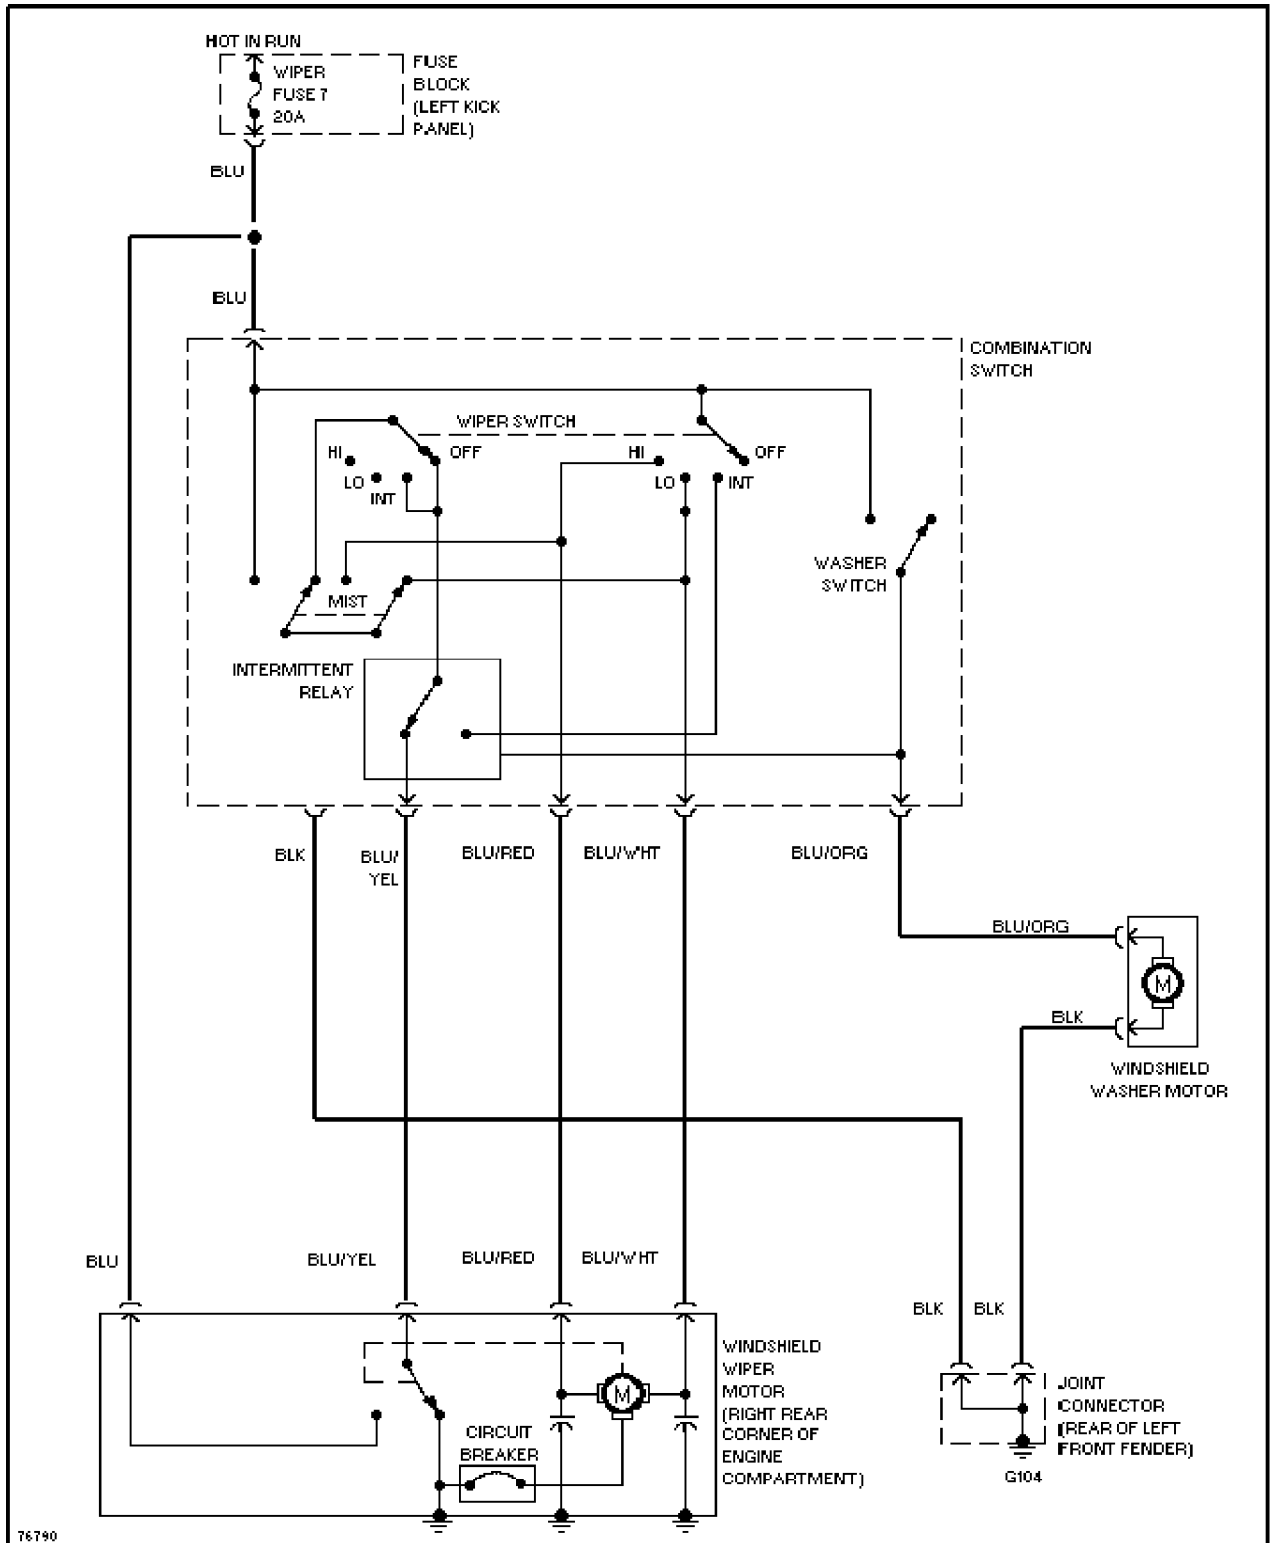 HOT IN RUN
WIPER
FUSE 7
20A
FUSE
BLOCK
(LEFT KICK
PANEL)
BLU
BLU
COMBINATION
SWITCH
WIPER SWITCH
HI
LO
INT
OFF
HI
LO
INT
OFF
WASHER
SWITCH
MIST
INTERMITTENT
RELAY
BLK
BLU/
YEL
BLU/RED
BLU/WHT
BLU/ORG
BLU/ORG
M
BLK
WINDSHIELD
WASHER MOTOR
BLU
BLU/YEL
BLU/RED
BLU/WHT
BLK
BLK
WINDSHIELD
WIPER
MOTOR
(RIGHT REAR
CORNER OF
ENGINE
COMPARTMENT)
M
CIRCUIT
BREAKER
JOINT
CONNECTOR
(REAR OF LEFT
FRONT FENDER)
G104
76790